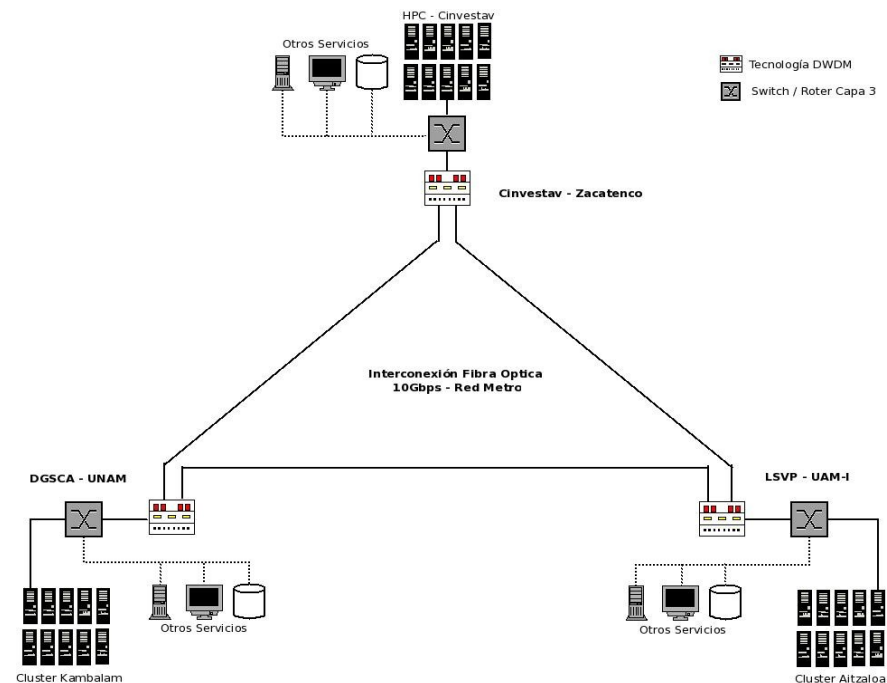 HPC - Cinvestav
Otros Servicios
Tecnología DWDM
Switch / Roter Capa 3
Cinvestav - Zacatenco
Interconexión Fibra Optica
10Gbps - Red Metro
DGSCA - UNAM
LSVP - UAM-I
Otros Servicios
Otros Servicios
Cluster Kambalam
Cluster Aitzaloa